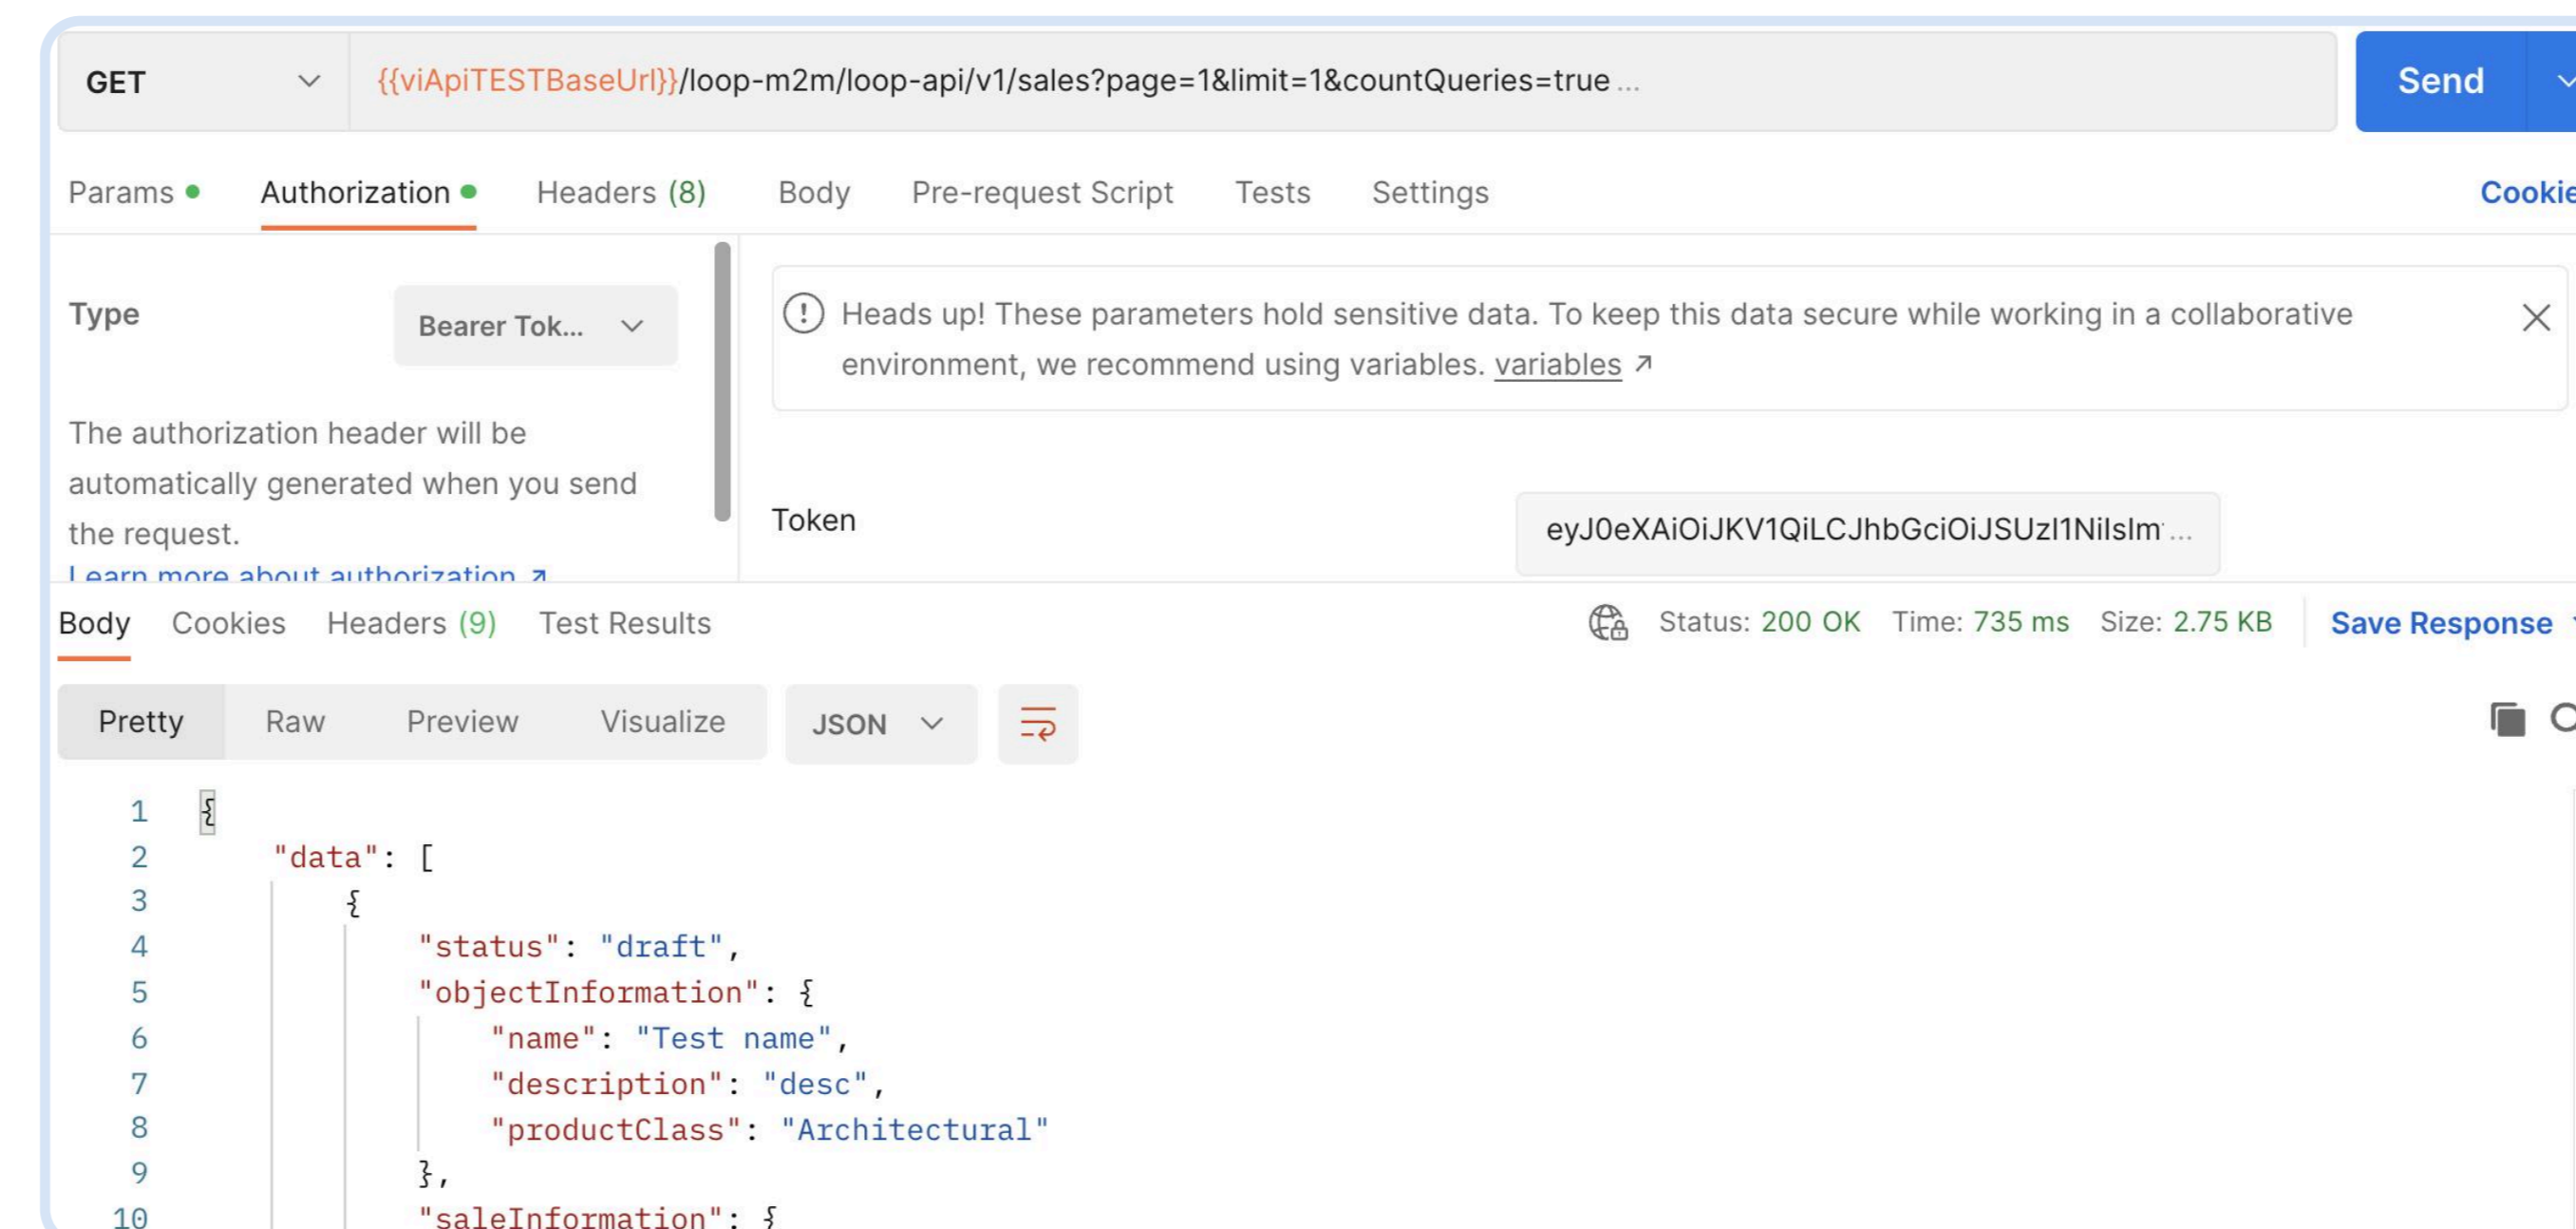 GET {{viApiTESTBaseUrl}}/loop-m2m/loop-api/v1/sales?page=1&limit=1&countQueries=true ... Send
Params Authorization Headers (8) Body Pre-request Script Tests Settings Cookie
Type Bearer Tok...
The authorization header will be
automatically generated when you send
the request.
Learn more about authorization ↗
Heads up! These parameters hold sensitive data. To keep this data secure while working in a collaborative
environment, we recommend using variables. variables ↗
Token eyJ0eXAiOiJKV1QiLCJhbGciOiJSUzI1NiIsIm...
Body Cookies Headers (9) Test Results Status: 200 OK Time: 735 ms Size: 2.75 KB Save Response
Pretty Raw Preview Visualize JSON
1 {
2 "data": [
3 {
4 "status": "draft",
5 "objectInformation": {
6 "name": "Test name",
7 "description": "desc",
8 "productClass": "Architectural"
9 },
10 "saleInformation": {